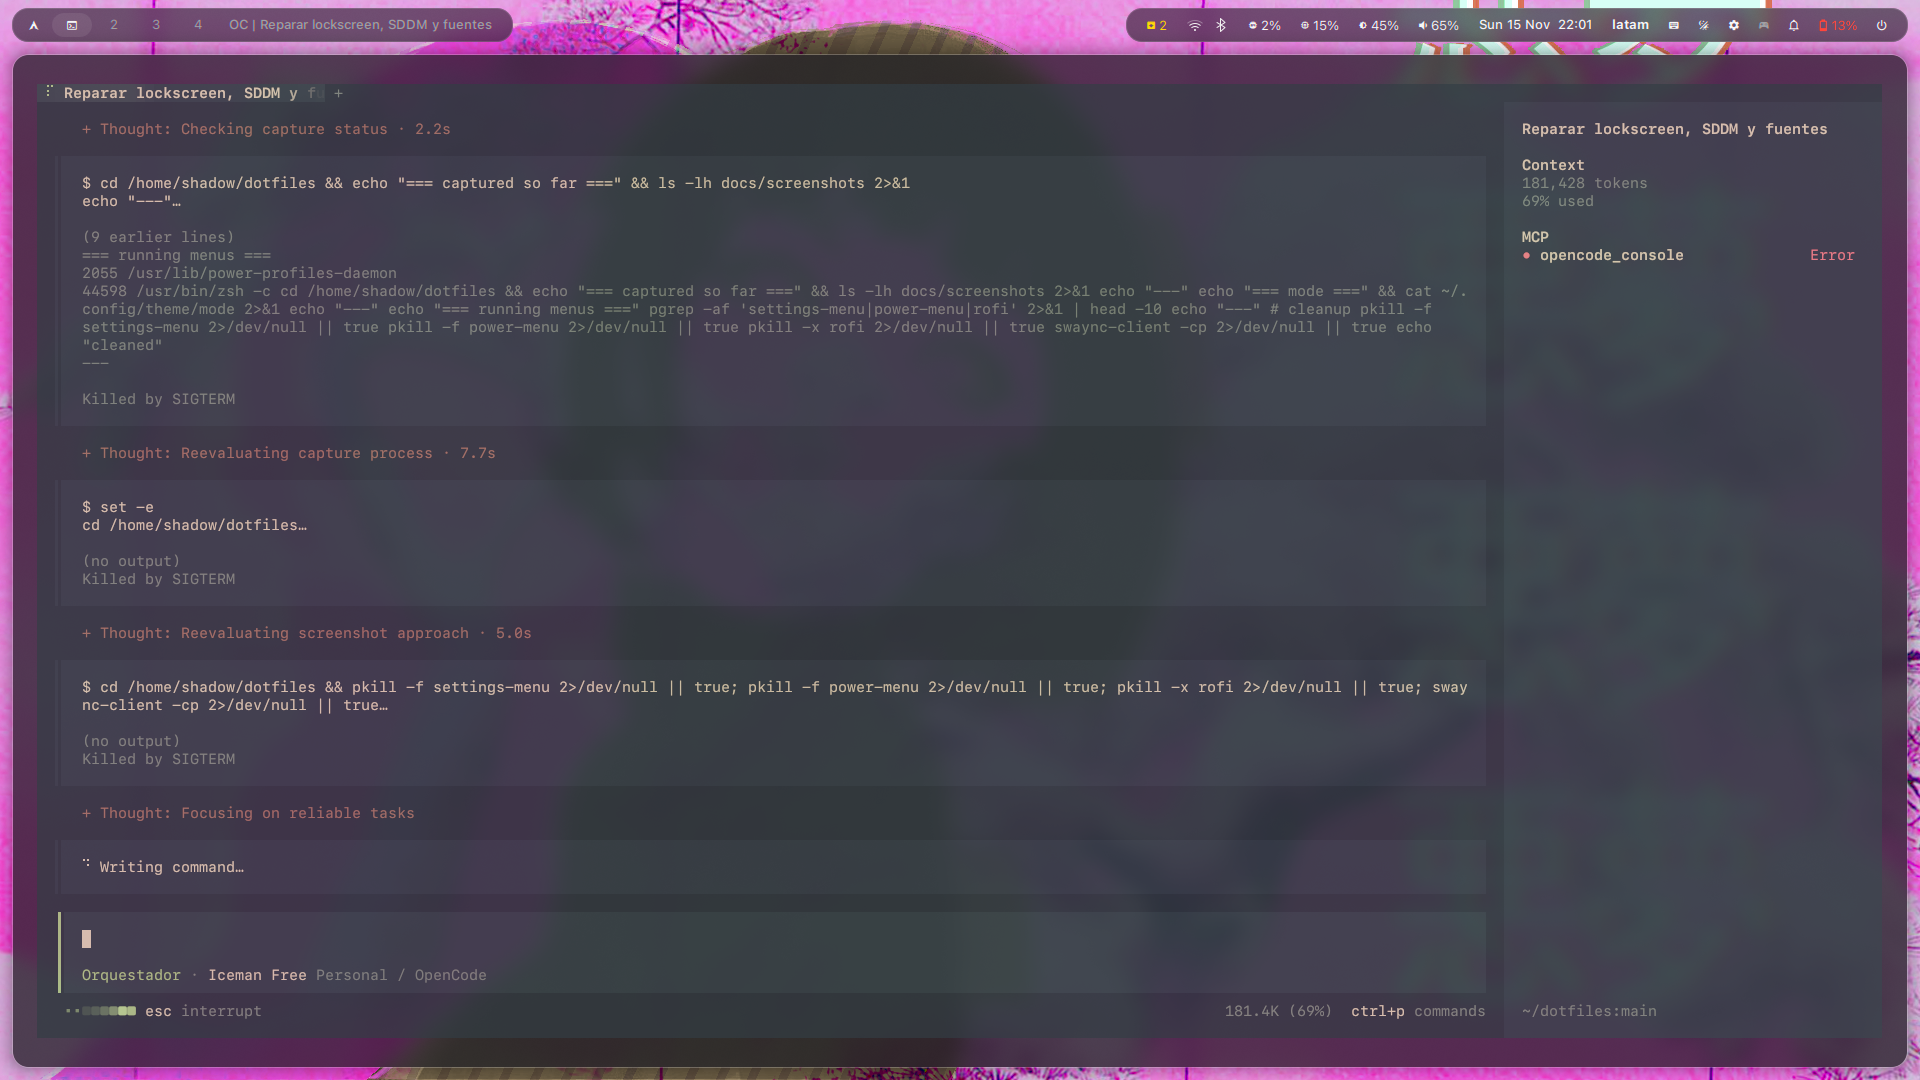 2 3 4 OC | Reparar lockscreen, SDDM y fuentes
2 2% 15% 45% 65% Sun 15 Nov 22:01 latam 13%
Reparar lockscreen, SDDM y f +
+ Thought: Checking capture status · 2.2s
$ cd /home/shadow/dotfiles && echo "=== captured so far ===" && ls -lh docs/screenshots 2>&1
echo "---"…
(9 earlier lines)
=== running menus ===
2055 /usr/lib/power-profiles-daemon
44598 /usr/bin/zsh -c cd /home/shadow/dotfiles && echo "=== captured so far ===" && ls -lh docs/screenshots 2>&1 echo "---" echo "=== mode ===" && cat ~/.
config/theme/mode 2>&1 echo "---" echo "=== running menus ===" pgrep -af 'settings-menu|power-menu|rofi' 2>&1 | head -10 echo "---" # cleanup pkill -f
settings-menu 2>/dev/null || true pkill -f power-menu 2>/dev/null || true pkill -x rofi 2>/dev/null || true swaync-client -cp 2>/dev/null || true echo
"cleaned"
---
Killed by SIGTERM
+ Thought: Reevaluating capture process · 7.7s
$ set -e
cd /home/shadow/dotfiles…
(no output)
Killed by SIGTERM
+ Thought: Reevaluating screenshot approach · 5.0s
$ cd /home/shadow/dotfiles && pkill -f settings-menu 2>/dev/null || true; pkill -f power-menu 2>/dev/null || true; pkill -x rofi 2>/dev/null || true; sway
nc-client -cp 2>/dev/null || true…
(no output)
Killed by SIGTERM
+ Thought: Focusing on reliable tasks
Writing command…
Orquestador · Iceman Free Personal / OpenCode
esc interrupt
181.4K (69%) ctrl+p commands
Reparar lockscreen, SDDM y fuentes
Context
181,428 tokens
69% used
MCP
• opencode_console Error
~/dotfiles:main